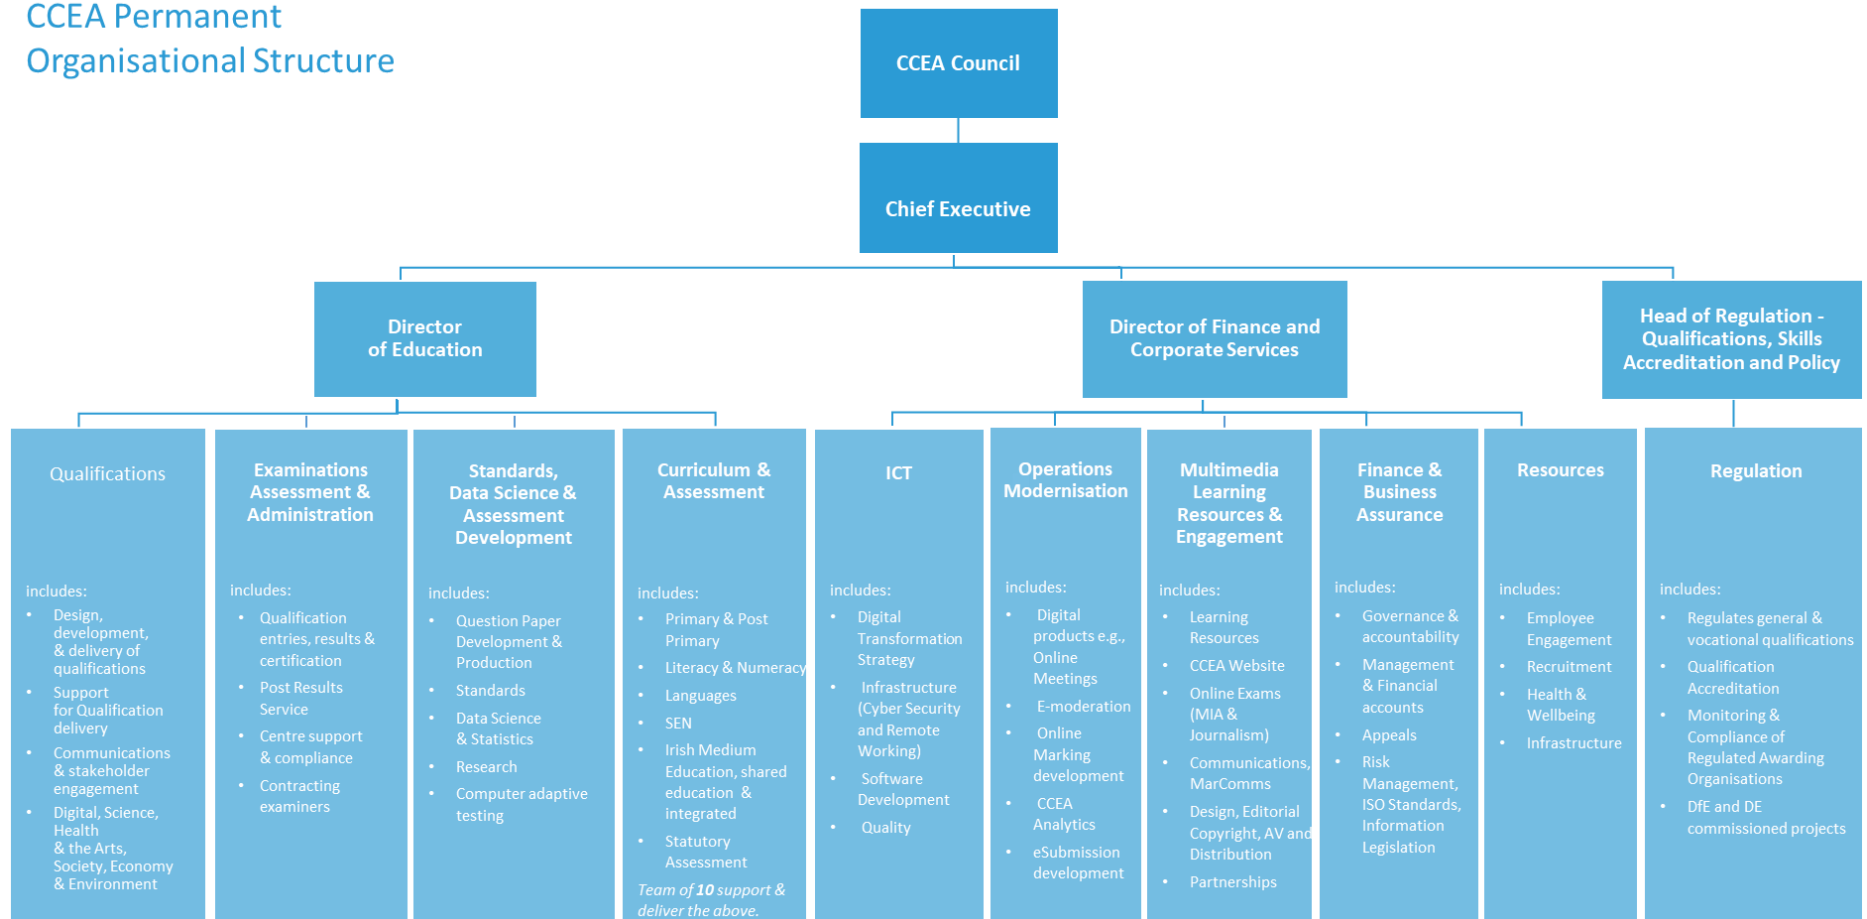 CCEA Permanent
Organisational Structure
CCEA Council
Chief Executive
Director
of Education
Director of Finance and
Corporate Services
Head of Regulation -
Qualifications, Skills
Accreditation and Policy
Qualifications
includes:
• Design,
development,
& delivery of
qualifications
• Support
for Qualification
delivery
• Communications
& stakeholder
engagement
• Digital, Science,
Health
& the Arts,
Society, Economy
& Environment
Examinations
Assessment &
Administration
includes:
• Qualification
entries, results &
certification
• Post Results
Service
• Centre support
& compliance
• Contracting
examiners
Standards,
Data Science &
Assessment
Development
includes:
• Question Paper
Development &
Production
• Standards
• Data Science
& Statistics
• Research
• Computer adaptive
testing
Curriculum &
Assessment
includes:
• Primary & Post
Primary
• Literacy & Numeracy
• Languages
• SEN
• Irish Medium
Education, shared
education &
integrated
• Statutory
Assessment
Team of 10 support &
deliver the above.
ICT
includes:
• Digital
Transformation
Strategy
• Infrastructure
(Cyber Security
and Remote
Working)
• Software
Development
• Quality
Operations
Modernisation
includes:
• Digital
products e.g.,
Online
Meetings
• E-moderation
• Online
Marking
development
• CCEA
Analytics
• eSubmission
development
Multimedia
Learning
Resources &
Engagement
includes:
• Learning
Resources
• CCEA Website
• Online Exams
(MIA &
Journalism)
• Communications,
MarComms
• Design, Editorial
Copyright, AV and
Distribution
• Partnerships
Finance &
Business
Assurance
includes:
• Governance &
accountability
• Management
& Financial
accounts
• Appeals
• Risk
Management,
ISO Standards,
Information
Legislation
Resources
includes:
• Employee
Engagement
• Recruitment
• Health &
Wellbeing
• Infrastructure
Regulation
includes:
• Regulates general &
vocational qualifications
• Qualification
Accreditation
• Monitoring &
Compliance of
Regulated Awarding
Organisations
• DfE and DE
commissioned projects